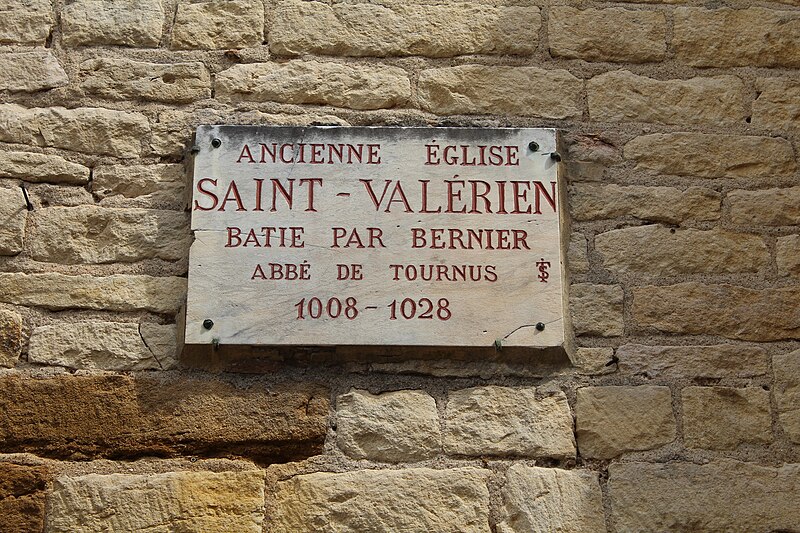 ANCIENNE ÉGLISE
SAINT - VALÉRIEN
BATIE PAR BERNIER
ABBÉ DE TOURNUS
1008 - 1028